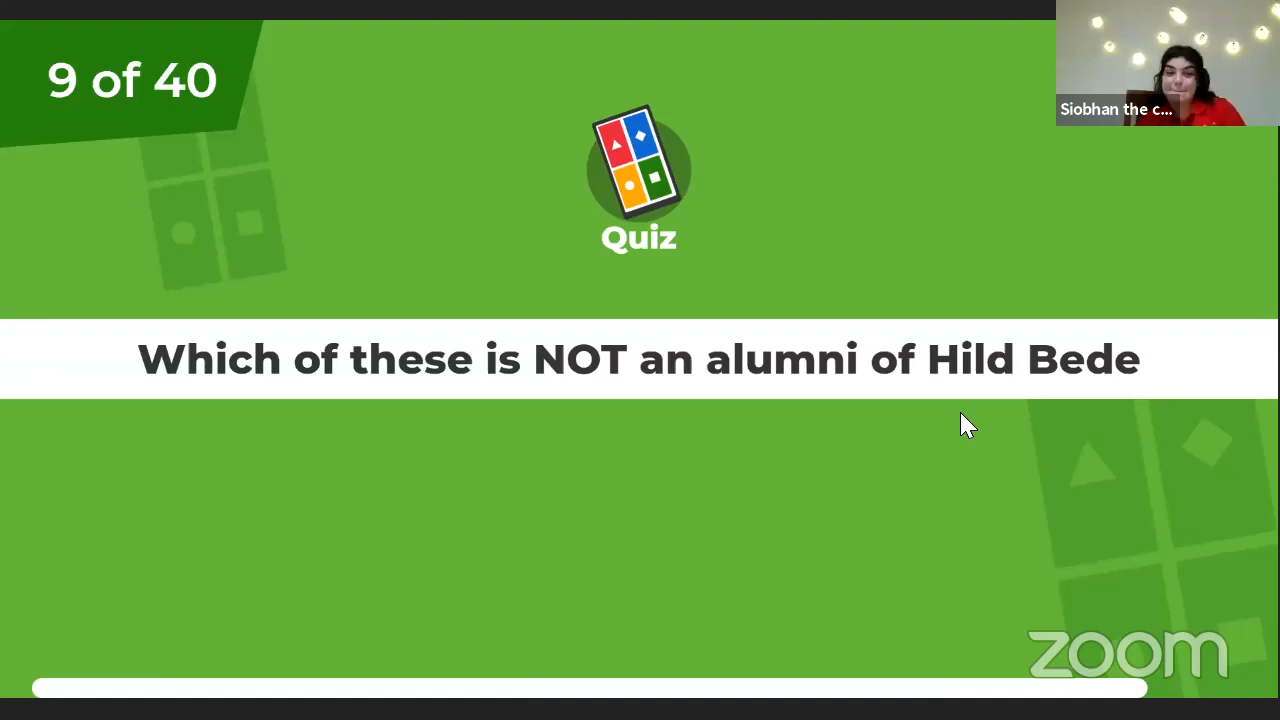 9 of 40
Siobhan the c...
Quiz
Which of these is NOT an alumni of Hild Bede
zoom